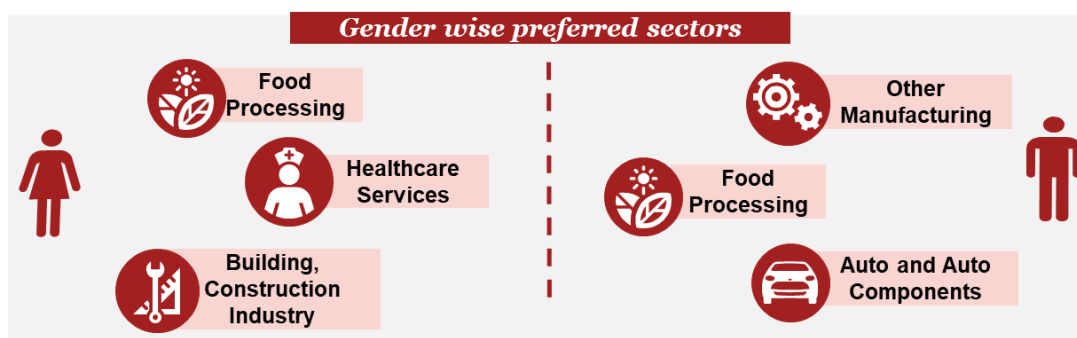 Gender wise preferred sectors
Food
Processing
Healthcare
Services
Building,
Construction
Industry
Other
Manufacturing
Food
Processing
Auto and Auto
Components